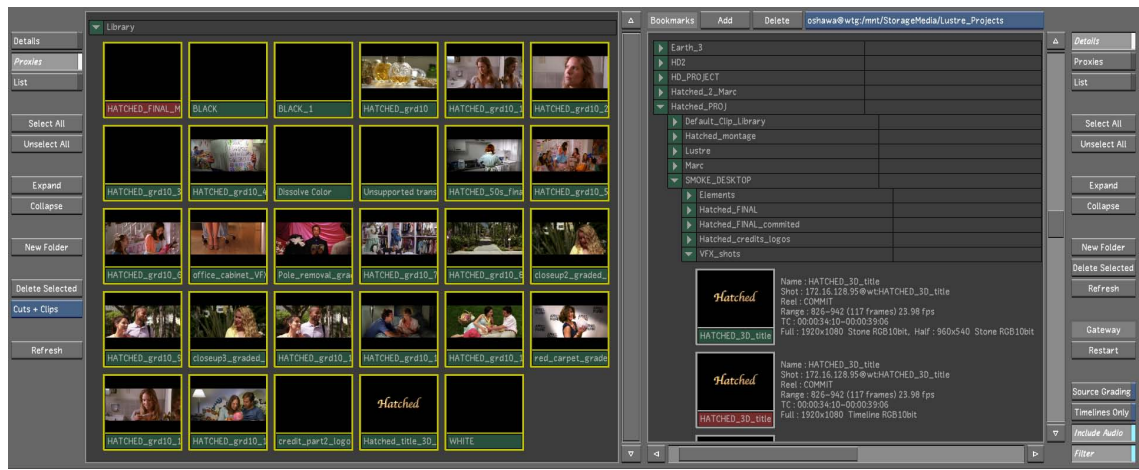 Details
Proxies
List
Select All
Unselect All
Expand
Collapse
New Folder
Delete Selected
Cuts + Clips
Refresh
Library
HATCHED_FINAL_M
BLACK
BLACK_1
HATCHED_grd10
HATCHED_grd10_1
HATCHED_grd10_2
HATCHED_grd10_3
HATCHED_grd10_4
Dissolve Color
Unsupported trans
HATCHED_50s_fina
HATCHED_grd10_5
HATCHED_grd10_6
office_cabinet_VFX
Pole_removal_grad
HATCHED_grd10_7
HATCHED_grd10_8
closeup2_graded_
HATCHED_grd10_9
closeup3_graded_
HATCHED_grd10_1
HATCHED_grd10_1
HATCHED_grd10_1
red_carpet_grade
Hatched
HATCHED_grd10_1
HATCHED_grd10_1
credit_part2_logo
Hatched_title_3D_
WHITE
Bookmarks
Add
Delete
oshawa@wtg:/mnt/StorageMedia/Lustre_Projects
Earth_3
HD2
HD_PROJECT
Hatched_2_Marc
Hatched_PROJ
Default_Clip_Library
Hatched_montage
Lustre
Marc
SMOKE_DESKTOP
Elements
Hatched_FINAL
Hatched_FINAL_commited
Hatched_credits_logos
VFX_shots
Hatched
HATCHED_3D_title
Name : HATCHED_3D_title
Shot : 172.16.128.95@wt:HATCHED_3D_title
Reel : COMMIT
Range : 826-942 (117 frames) 23.98 fps
TC : 00:00:34:10-00:00:39:06
Full : 1920x1080 Stone RGB10bit, Half : 960x540 Stone RGB10bit
Hatched
HATCHED_3D_title
Name : HATCHED_3D_title
Shot : 172.16.128.95@wt:HATCHED_3D_title
Reel : COMMIT
Range : 826-942 (117 frames) 23.98 fps
TC : 00:00:34:10-00:00:39:06
Full : 1920x1080 Timeline RGB10bit
Details
Proxies
List
Select All
Unselect All
Expand
Collapse
New Folder
Delete Selected
Refresh
Gateway
Restart
Source Grading
Timelines Only
Include Audio
Filter